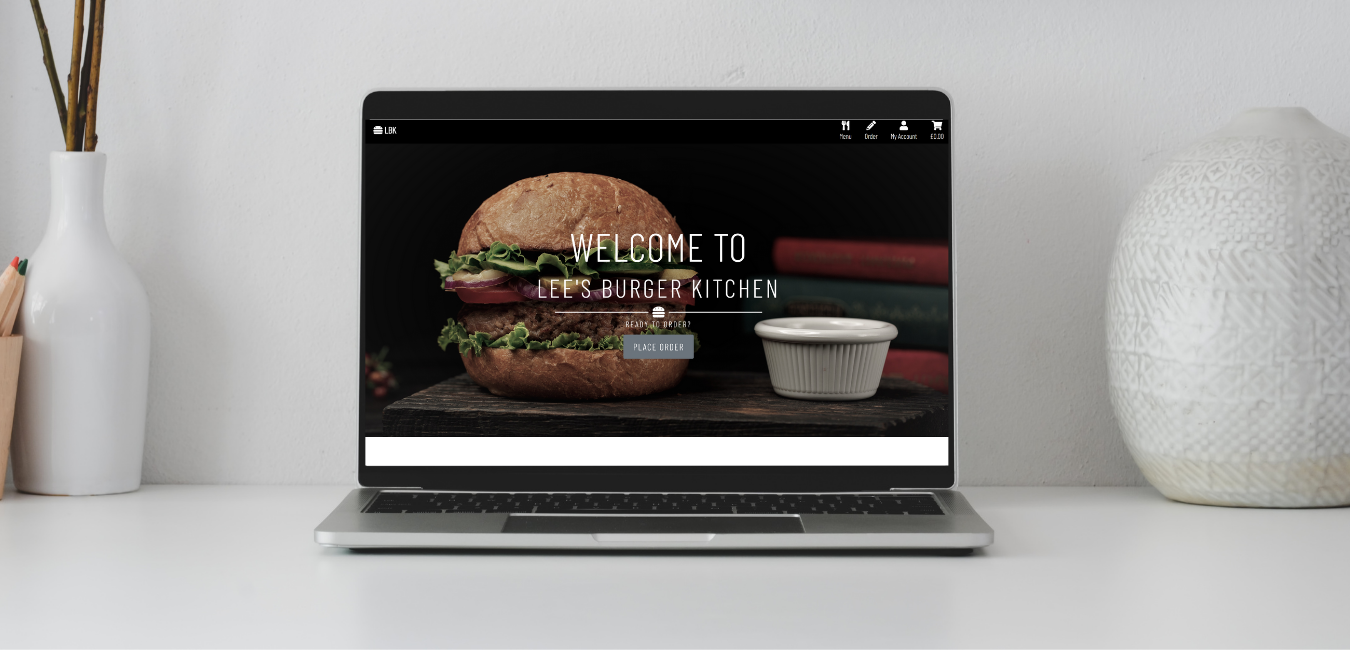 LBK
Menu Order My Account £0.00
WELCOME TO
LEE'S BURGER KITCHEN
READY TO ORDER?
PLACE ORDER